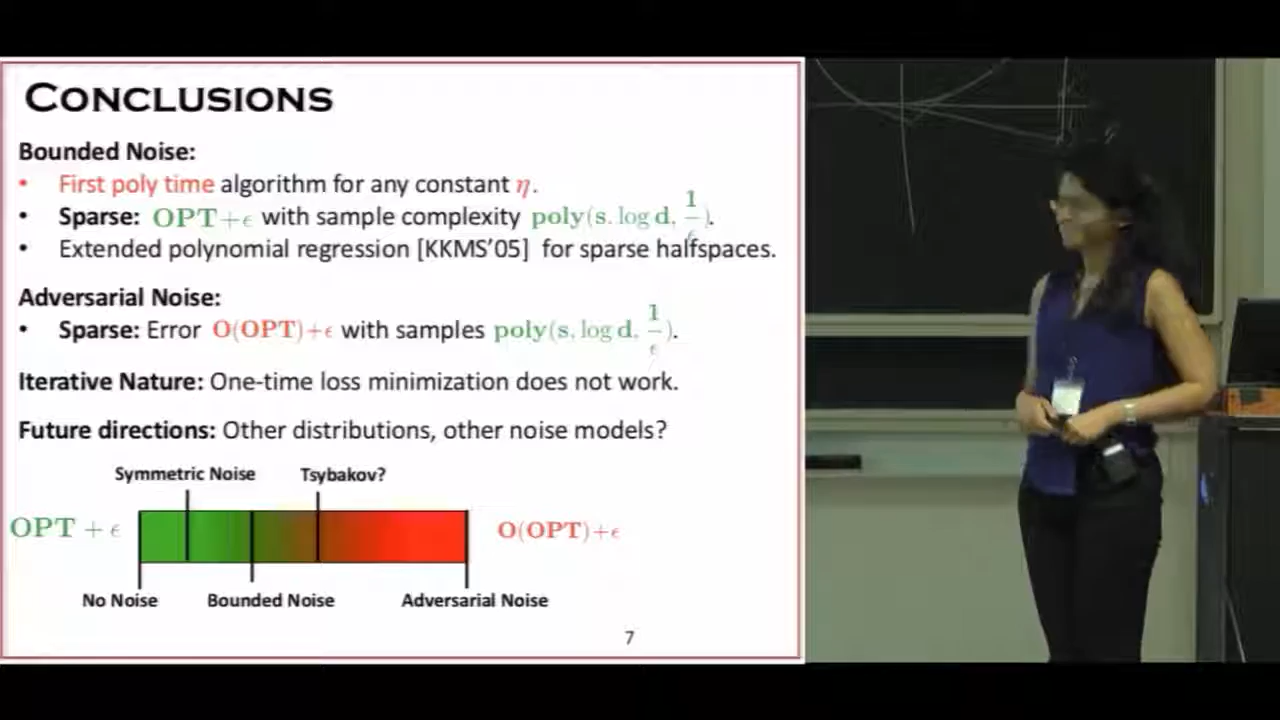 CONCLUSIONS
Bounded Noise:
• First poly time algorithm for any constant η.
• Sparse: OPT+ϵ with sample complexity poly(s, log d, 1/ϵ).
• Extended polynomial regression [KKMS'05] for sparse halfspaces.
Adversarial Noise:
• Sparse: Error O(OPT)+ϵ with samples poly(s, log d, 1/ϵ).
Iterative Nature: One-time loss minimization does not work.
Future directions: Other distributions, other noise models?
Symmetric Noise Tsybakov?
OPT + ϵ O(OPT)+ϵ
No Noise Bounded Noise Adversarial Noise
7